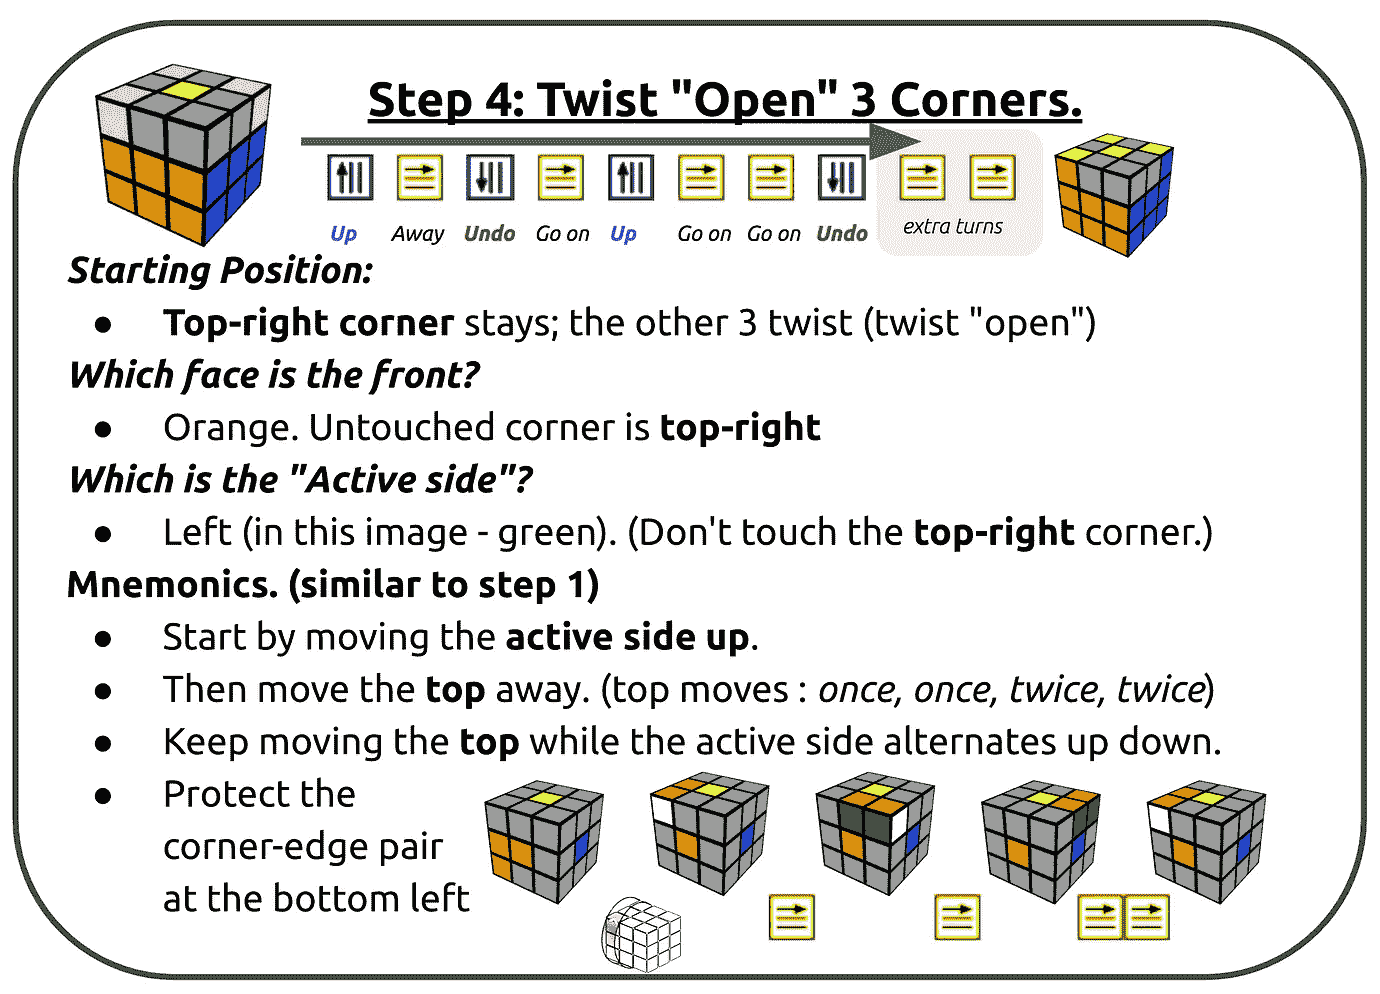 Step 4: Twist "Open" 3 Corners.
Up Away Undo Go on Up Go on Go on Undo extra turns
Starting Position:
● Top-right corner stays; the other 3 twist (twist "open")
Which face is the front?
● Orange. Untouched corner is top-right
Which is the "Active side"?
● Left (in this image - green). (Don't touch the top-right corner.)
Mnemonics. (similar to step 1)
● Start by moving the active side up.
● Then move the top away. (top moves : once, once, twice, twice)
● Keep moving the top while the active side alternates up down.
● Protect the
corner-edge pair
at the bottom left